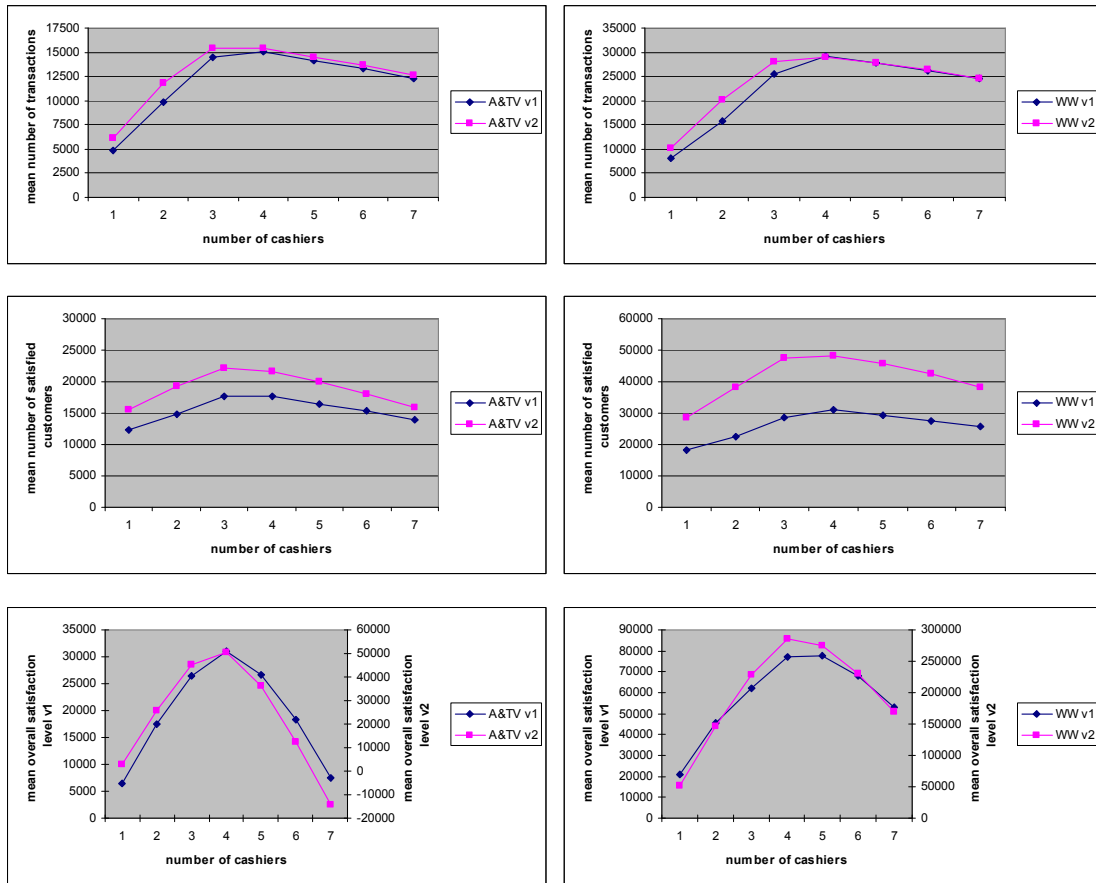 mean number of transactions
17500
15000
12500
10000
7500
5000
2500
0
1 2 3 4 5 6 7
number of cashiers
A&TV v1
A&TV v2
mean number of transactions
35000
30000
25000
20000
15000
10000
5000
0
1 2 3 4 5 6 7
number of cashiers
WW v1
WW v2
mean number of satisfied
customers
30000
25000
20000
15000
10000
5000
0
1 2 3 4 5 6 7
number of cashiers
A&TV v1
A&TV v2
mean number of satisfied
customers
60000
50000
40000
30000
20000
10000
0
1 2 3 4 5 6 7
number of cashiers
WW v1
WW v2
mean overall satisfaction
level v1
35000
30000
25000
20000
15000
10000
5000
0
1 2 3 4 5 6 7
number of cashiers
60000
50000
40000
30000
20000
10000
0
-10000
-20000
mean overall satisfaction
level v2
A&TV v1
A&TV v2
mean overall satisfaction
level v1
90000
80000
70000
60000
50000
40000
30000
20000
10000
0
1 2 3 4 5 6 7
number of cashiers
300000
250000
200000
150000
100000
50000
0
mean overall satisfaction
level v2
WW v1
WW v2